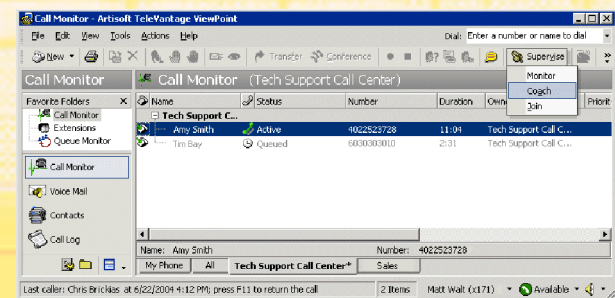 Call Monitor - Artisoft TeleVantage ViewPoint
File Edit View Tools Actions Help Dial: Enter a number or name to dial
New Transfer Conference Supervise
Call Monitor Call Monitor (Tech Support Call Center)
Monitor
Coach
Join
Favorite Folders x Name Status Number Duration Own Priorit
Call Monitor Tech Support C...
Extensions Amy Smith Active 4022523728 11:04 Tech Support Call C...
Queue Monitor Tim Bay Queued 6030303010 2:31 Tech Support Call C...
Call Monitor
Voice Mail
Contacts
Call Log
Name: Amy Smith Number: 4022523728
My Phone All Tech Support Call Center* Sales
Last caller: Chris Brickias at 6/22/2004 4:12 PM; press F11 to return the call 2 Items Matt Walt (x171) Available